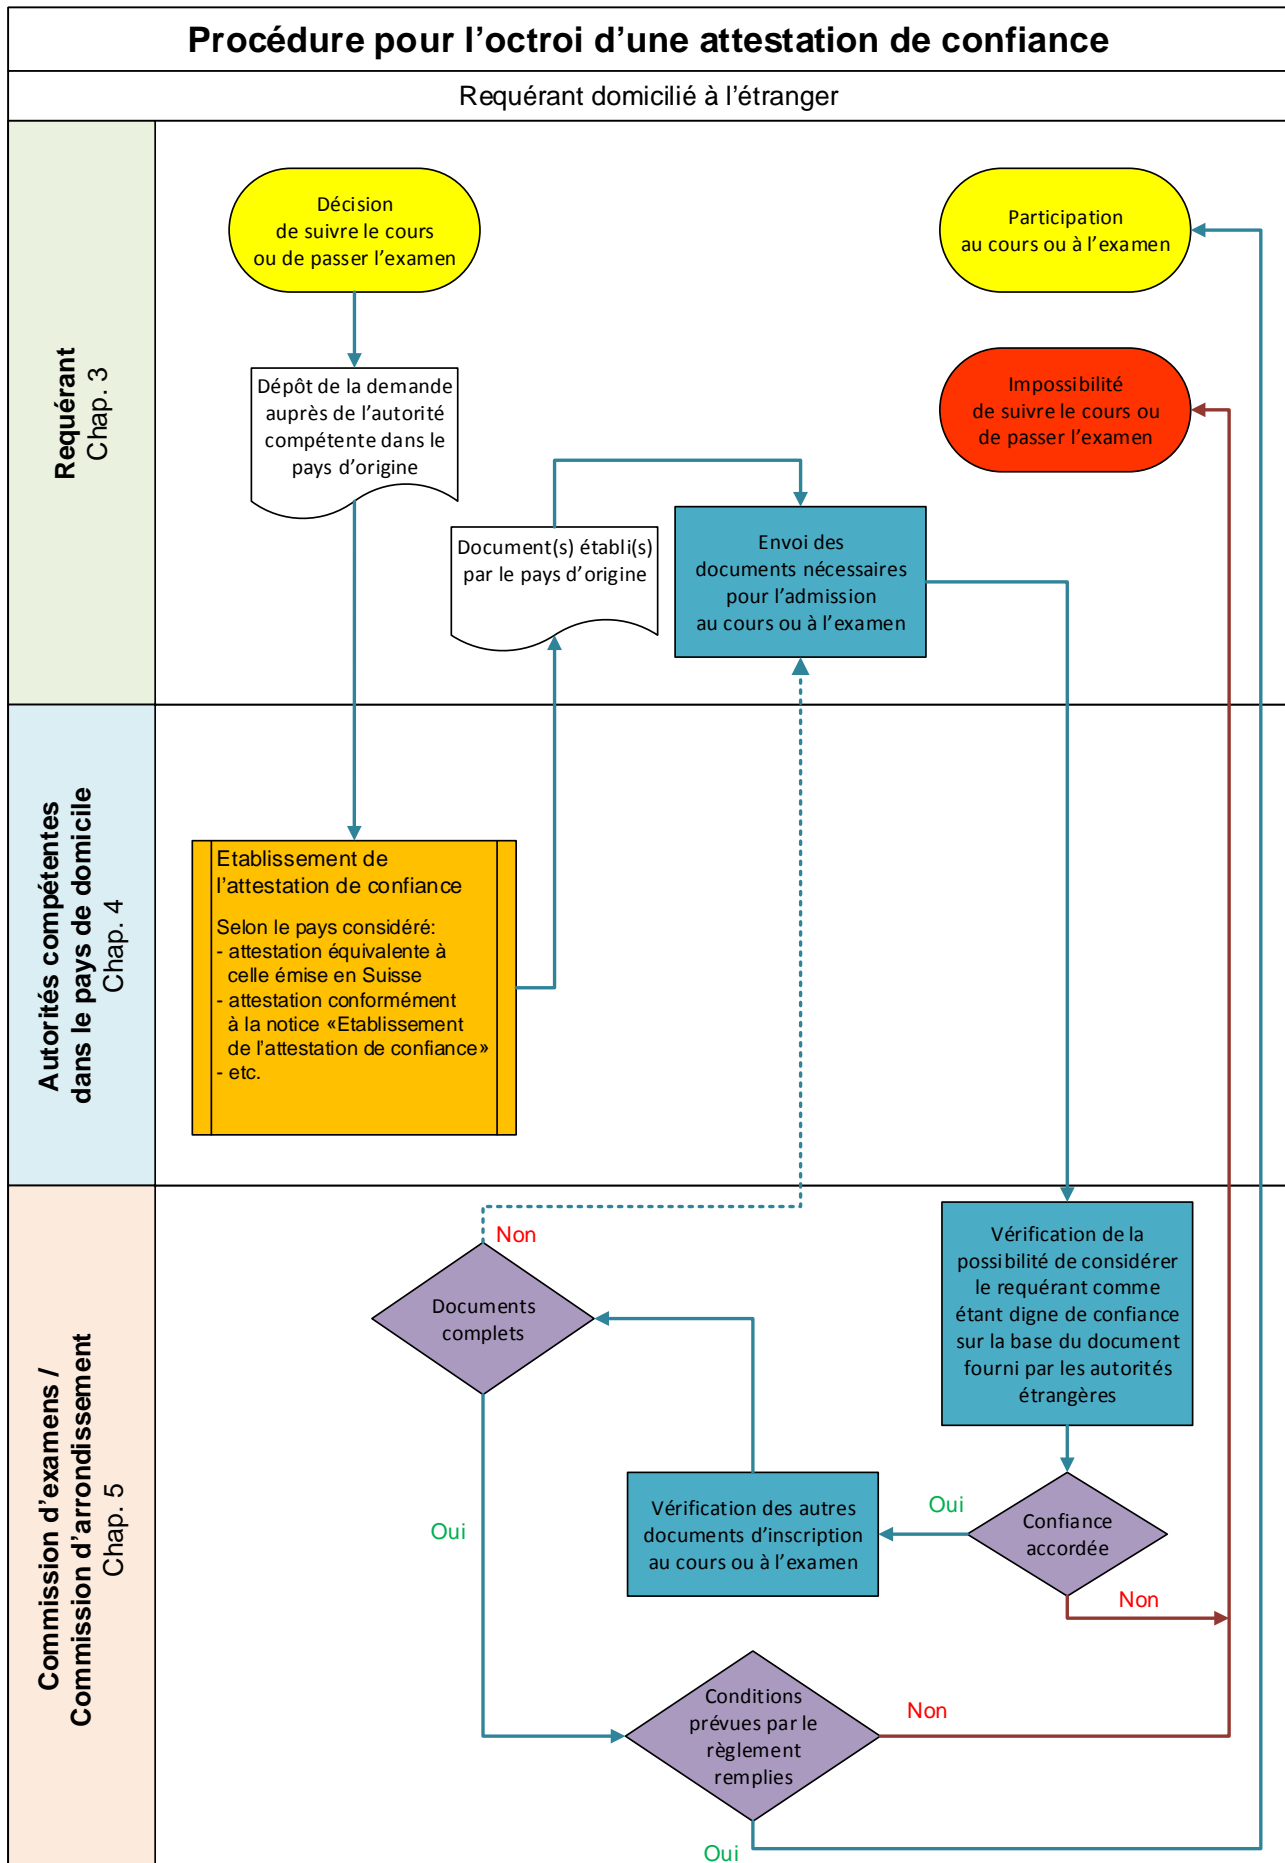 Procédure pour l'octroi d'une attestation de confiance
Requérant domicilié à l'étranger
Requérant
Chap. 3
Décision
de suivre le cours
ou de passer l'examen
Participation
au cours ou à l'examen
Dépôt de la demande
auprès de l'autorité
compétente dans le
pays d'origine
Impossibilité
de suivre le cours ou
de passer l'examen
Document(s) établi(s)
par le pays d'origine
Envoi des
documents nécessaires
pour l'admission
au cours ou à l'examen
Autorités compétentes
dans le pays de domicile
Chap. 4
Etablissement de
l'attestation de confiance
Selon le pays considéré:
- attestation équivalente à
celle émise en Suisse
- attestation conformément
à la notice «Etablissement
de l'attestation de confiance»
- etc.
Commission d'examens /
Commission d'arrondissement
Chap. 5
Non
Documents
complets
Vérification de la
possibilité de considérer
le requérant comme
étant digne de confiance
sur la base du document
fourni par les autorités
étrangères
Oui
Vérification des autres
documents d'inscription
au cours ou à l'examen
Oui
Confiance
accordée
Non
Conditions
prévues par le
règlement
remplies
Non
Oui